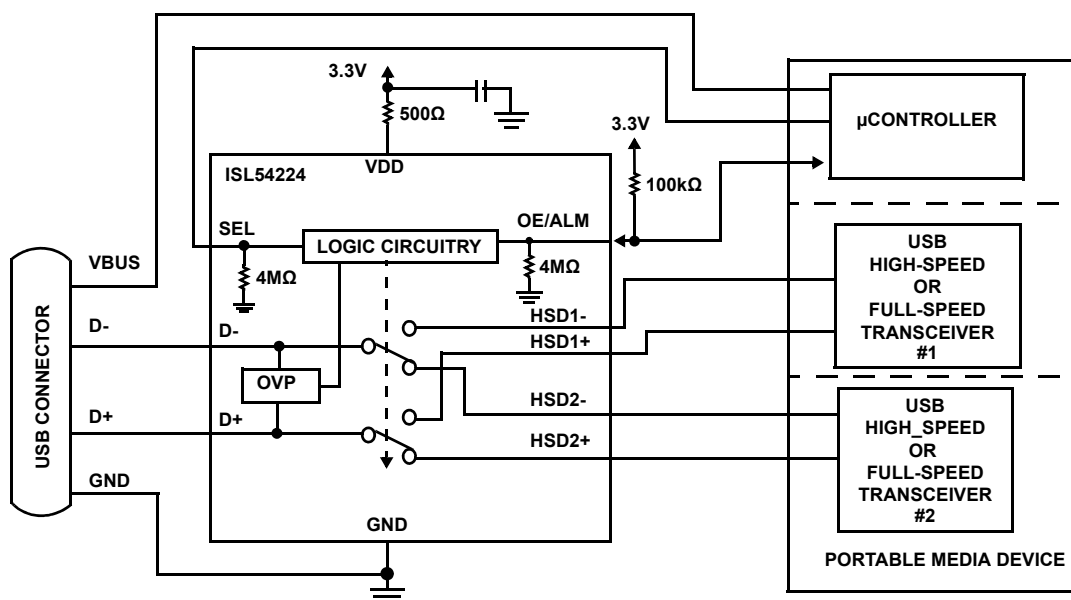 3.3V
500Ω
3.3V
µCONTROLLER
VDD
ISL54224
100kΩ
SEL
OE/ALM
LOGIC CIRCUITRY
USB
HIGH-SPEED
OR
FULL-SPEED
TRANSCEIVER
#1
VBUS
4MΩ
4MΩ
HSD1-
HSD1+
D-
D-
OVP
USB CONNECTOR
D+
D+
HSD2-
HSD2+
USB
HIGH_SPEED
OR
FULL-SPEED
TRANSCEIVER
#2
GND
GND
PORTABLE MEDIA DEVICE